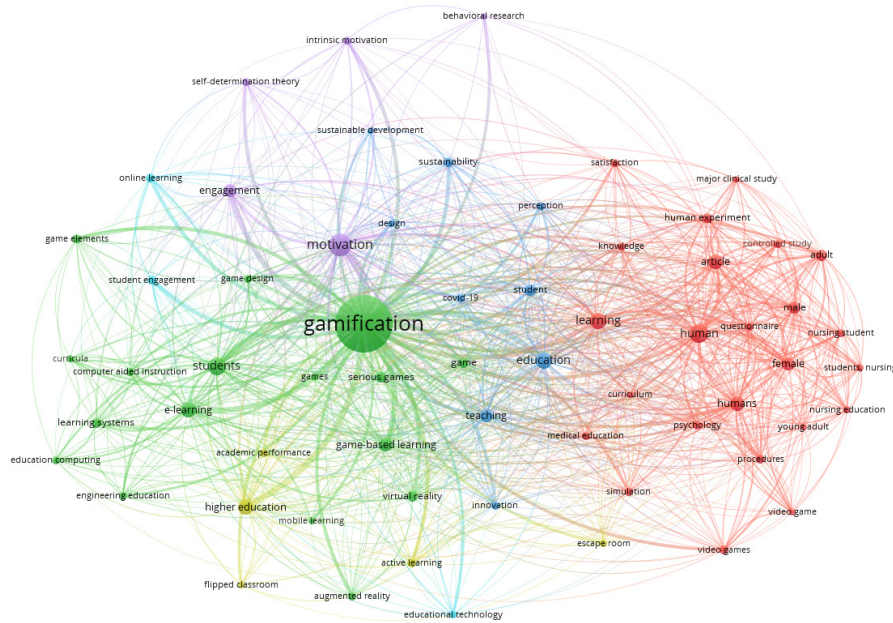 behavioral research
intrinsic motivation
self-determination theory
sustainable development
sustainability
satisfaction
online learning
major clinical study
engagement
perception
human experiment
design
game elements
motivation
knowledge
controlled study
adult
article
student engagement
game design
covid-19
student
male
gamification
learning
human
questionnaire
nursing student
curricula
students
games
serious games
game
education
female
students, nursing
computer aided instruction
curriculum
e-learning
humans
nursing education
learning systems
teaching
psychology
young adult
medical education
game-based learning
education computing
academic performance
procedures
engineering education
virtual reality
simulation
higher education
innovation
video game
mobile learning
escape room
video games
active learning
flipped classroom
augmented reality
educational technology